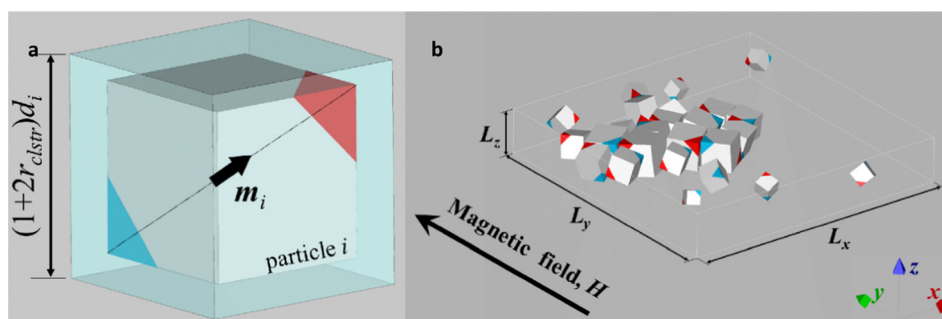 a
(1+2r_clstr)d_i
m_i
particle i
b
L_z
L_y
L_x
Magnetic field, H
z
y
x